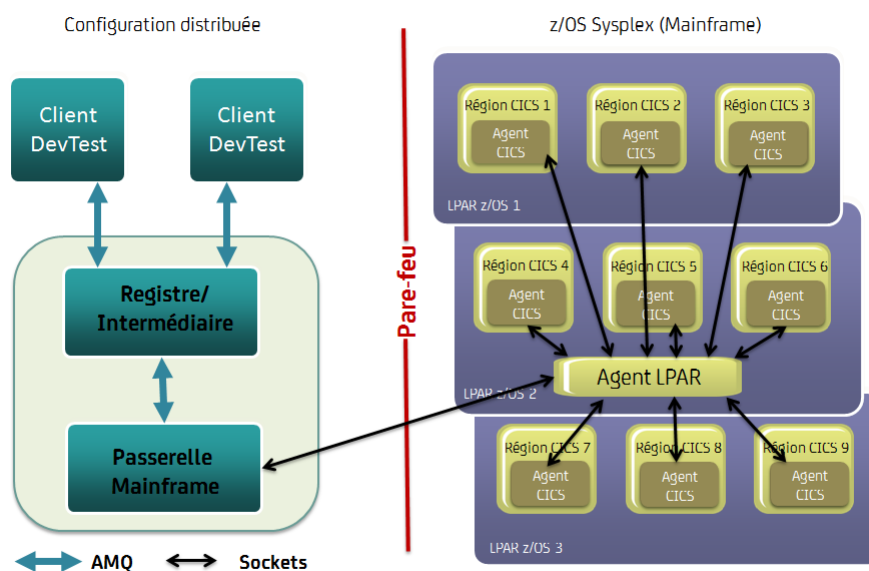 Configuration distribuée
z/OS Sysplex (Mainframe)
Client
DevTest
Client
DevTest
Registre/
Intermédiaire
Passerelle
Mainframe
AMQ
Sockets
Pare-feu
Région CICS 1
Agent
CICS
Région CICS 2
Agent
CICS
Région CICS 3
Agent
CICS
LPAR z/OS 1
Région CICS 4
Agent
CICS
Région CICS 5
Agent
CICS
Région CICS 6
Agent
CICS
Agent LPAR
LPAR z/OS 2
Région CICS 7
Agent
CICS
Région CICS 8
Agent
CICS
Région CICS 9
Agent
CICS
LPAR z/OS 3